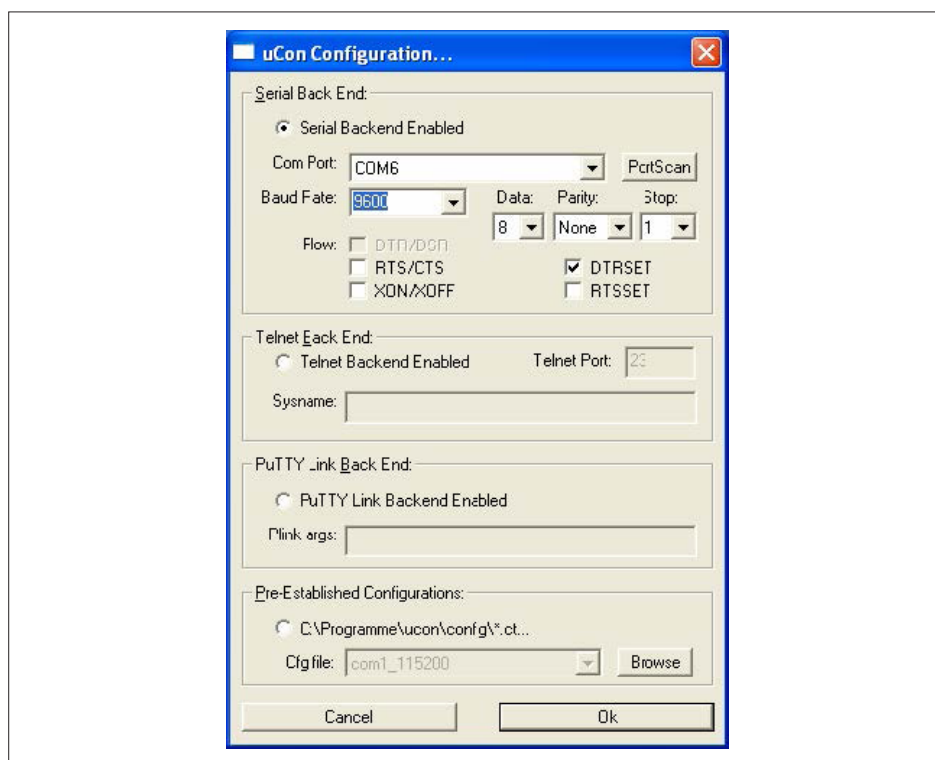 uCon Configuration...
Serial Back End:
Serial Backend Enabled
Com Port: COM6 PortScan
Baud Rate: 9600 Data: Parity: Stop:
8 None 1
Flow: DTR/DSR
RTS/CTS DTRSET
XON/XOFF RTSSET
Telnet Back End:
Telnet Backend Enabled Telnet Port: 23
Sysname:
PuTTY Link Back End:
PuTTY Link Backend Enabled
Plink args:
Pre-Established Configurations:
C:\Programme\ucon\config\*.ct...
Cfg file: com1_115200 Browse
Cancel Ok